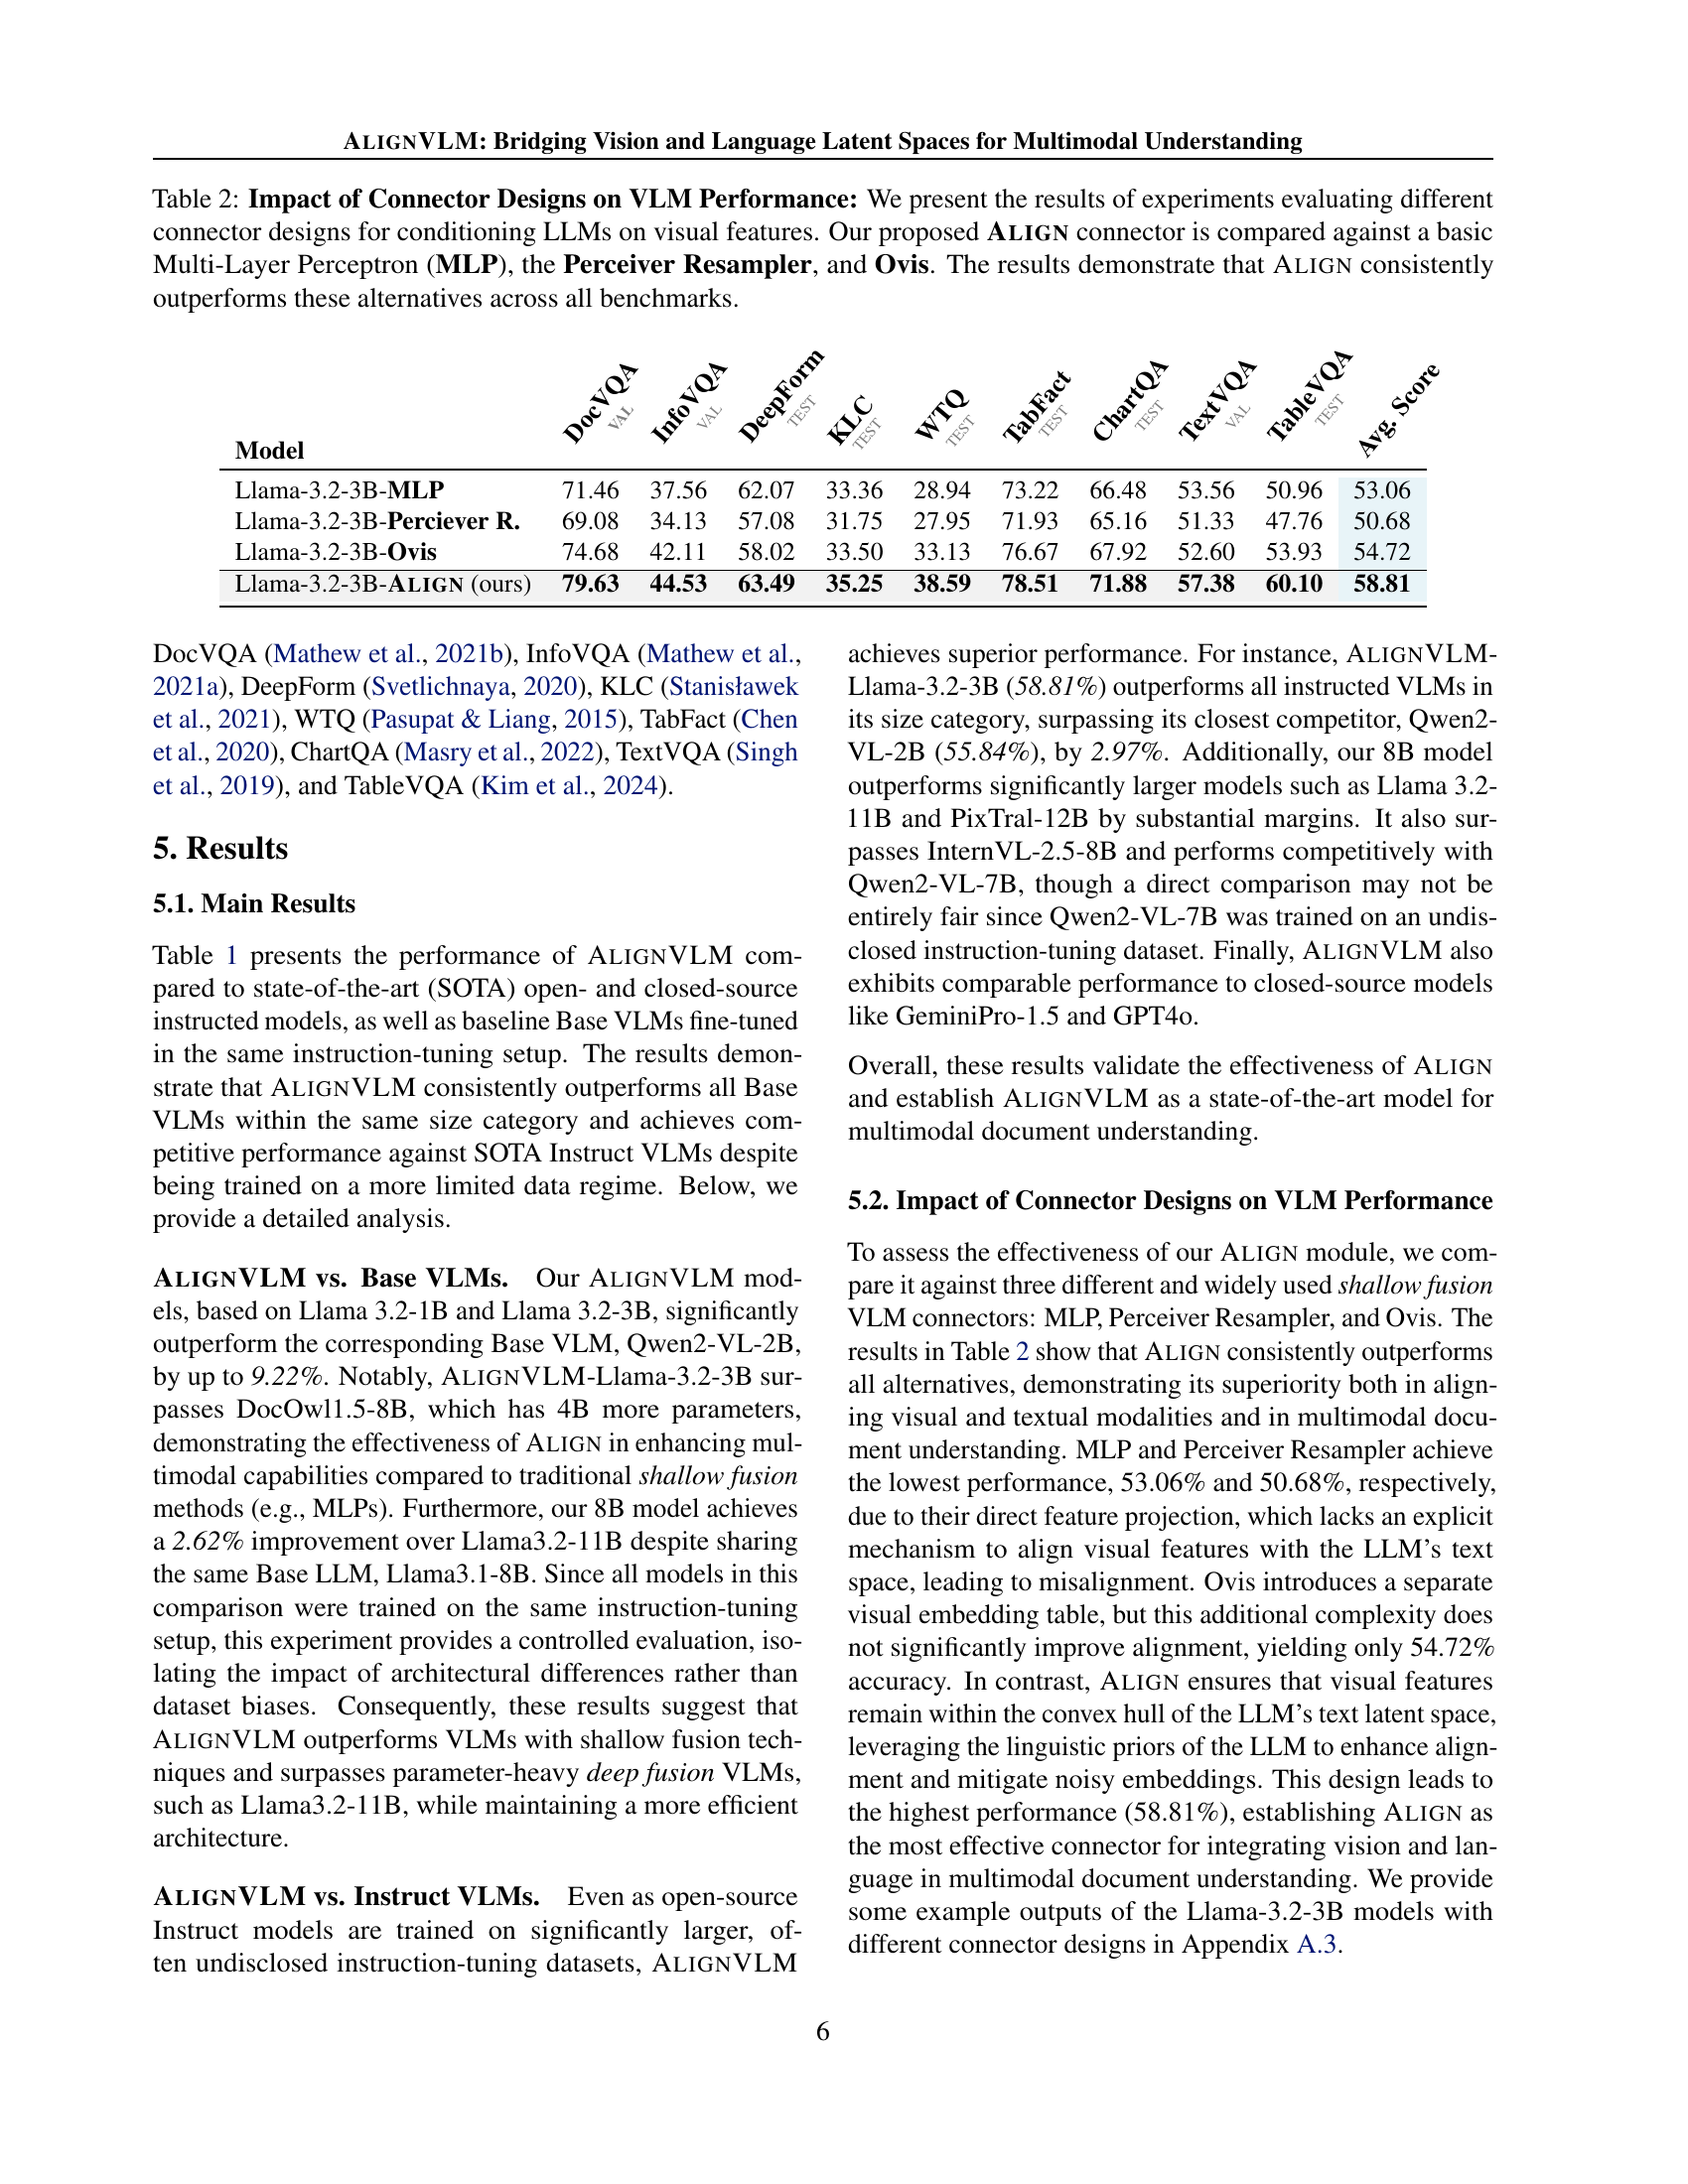 ALIGNVLM: Bridging Vision and Language Latent Spaces for Multimodal Understanding
Table 2: Impact of Connector Designs on VLM Performance: We present the results of experiments evaluating different
connector designs for conditioning LLMs on visual features. Our proposed ALIGN connector is compared against a basic
Multi-Layer Perceptron (MLP), the Perceiver Resampler, and Ovis. The results demonstrate that ALIGN consistently
outperforms these alternatives across all benchmarks.
Model DocVQA VAL InfoVQA VAL DeepForm TEST KLC TEST WTQ TEST TabFact TEST ChartQA TEST TextVQA VAL TableVQA TEST Avg. Score
Llama-3.2-3B-MLP 71.46 37.56 62.07 33.36 28.94 73.22 66.48 53.56 50.96 53.06
Llama-3.2-3B-Perciever R. 69.08 34.13 57.08 31.75 27.95 71.93 65.16 51.33 47.76 50.68
Llama-3.2-3B-Ovis 74.68 42.11 58.02 33.50 33.13 76.67 67.92 52.60 53.93 54.72
Llama-3.2-3B-ALIGN (ours) 79.63 44.53 63.49 35.25 38.59 78.51 71.88 57.38 60.10 58.81
DocVQA (Mathew et al., 2021b), InfoVQA (Mathew et al.,
2021a), DeepForm (Svetlichnaya, 2020), KLC (Stanisławek
et al., 2021), WTQ (Pasupat & Liang, 2015), TabFact (Chen
et al., 2020), ChartQA (Masry et al., 2022), TextVQA (Singh
et al., 2019), and TableVQA (Kim et al., 2024).
5. Results
5.1. Main Results
Table 1 presents the performance of ALIGNVLM com-
pared to state-of-the-art (SOTA) open- and closed-source
instructed models, as well as baseline Base VLMs fine-tuned
in the same instruction-tuning setup. The results demon-
strate that ALIGNVLM consistently outperforms all Base
VLMs within the same size category and achieves com-
petitive performance against SOTA Instruct VLMs despite
being trained on a more limited data regime. Below, we
provide a detailed analysis.
ALIGNVLM vs. Base VLMs. Our ALIGNVLM mod-
els, based on Llama 3.2-1B and Llama 3.2-3B, significantly
outperform the corresponding Base VLM, Qwen2-VL-2B,
by up to 9.22%. Notably, ALIGNVLM-Llama-3.2-3B sur-
passes DocOwl1.5-8B, which has 4B more parameters,
demonstrating the effectiveness of ALIGN in enhancing mul-
timodal capabilities compared to traditional shallow fusion
methods (e.g., MLPs). Furthermore, our 8B model achieves
a 2.62% improvement over Llama3.2-11B despite sharing
the same Base LLM, Llama3.1-8B. Since all models in this
comparison were trained on the same instruction-tuning
setup, this experiment provides a controlled evaluation, iso-
lating the impact of architectural differences rather than
dataset biases. Consequently, these results suggest that
ALIGNVLM outperforms VLMs with shallow fusion tech-
niques and surpasses parameter-heavy deep fusion VLMs,
such as Llama3.2-11B, while maintaining a more efficient
architecture.
ALIGNVLM vs. Instruct VLMs. Even as open-source
Instruct models are trained on significantly larger, of-
ten undisclosed instruction-tuning datasets, ALIGNVLM
achieves superior performance. For instance, ALIGNVLM-
Llama-3.2-3B (58.81%) outperforms all instructed VLMs in
its size category, surpassing its closest competitor, Qwen2-
VL-2B (55.84%), by 2.97%. Additionally, our 8B model
outperforms significantly larger models such as Llama 3.2-
11B and PixTral-12B by substantial margins. It also sur-
passes InternVL-2.5-8B and performs competitively with
Qwen2-VL-7B, though a direct comparison may not be
entirely fair since Qwen2-VL-7B was trained on an undis-
closed instruction-tuning dataset. Finally, ALIGNVLM also
exhibits comparable performance to closed-source models
like GeminiPro-1.5 and GPT4o.
Overall, these results validate the effectiveness of ALIGN
and establish ALIGNVLM as a state-of-the-art model for
multimodal document understanding.
5.2. Impact of Connector Designs on VLM Performance
To assess the effectiveness of our ALIGN module, we com-
pare it against three different and widely used shallow fusion
VLM connectors: MLP, Perceiver Resampler, and Ovis. The
results in Table 2 show that ALIGN consistently outperforms
all alternatives, demonstrating its superiority both in align-
ing visual and textual modalities and in multimodal docu-
ment understanding. MLP and Perceiver Resampler achieve
the lowest performance, 53.06% and 50.68%, respectively,
due to their direct feature projection, which lacks an explicit
mechanism to align visual features with the LLM's text
space, leading to misalignment. Ovis introduces a separate
visual embedding table, but this additional complexity does
not significantly improve alignment, yielding only 54.72%
accuracy. In contrast, ALIGN ensures that visual features
remain within the convex hull of the LLM's text latent space,
leveraging the linguistic priors of the LLM to enhance align-
ment and mitigate noisy embeddings. This design leads to
the highest performance (58.81%), establishing ALIGN as
the most effective connector for integrating vision and lan-
guage in multimodal document understanding. We provide
some example outputs of the Llama-3.2-3B models with
different connector designs in Appendix A.3.
6